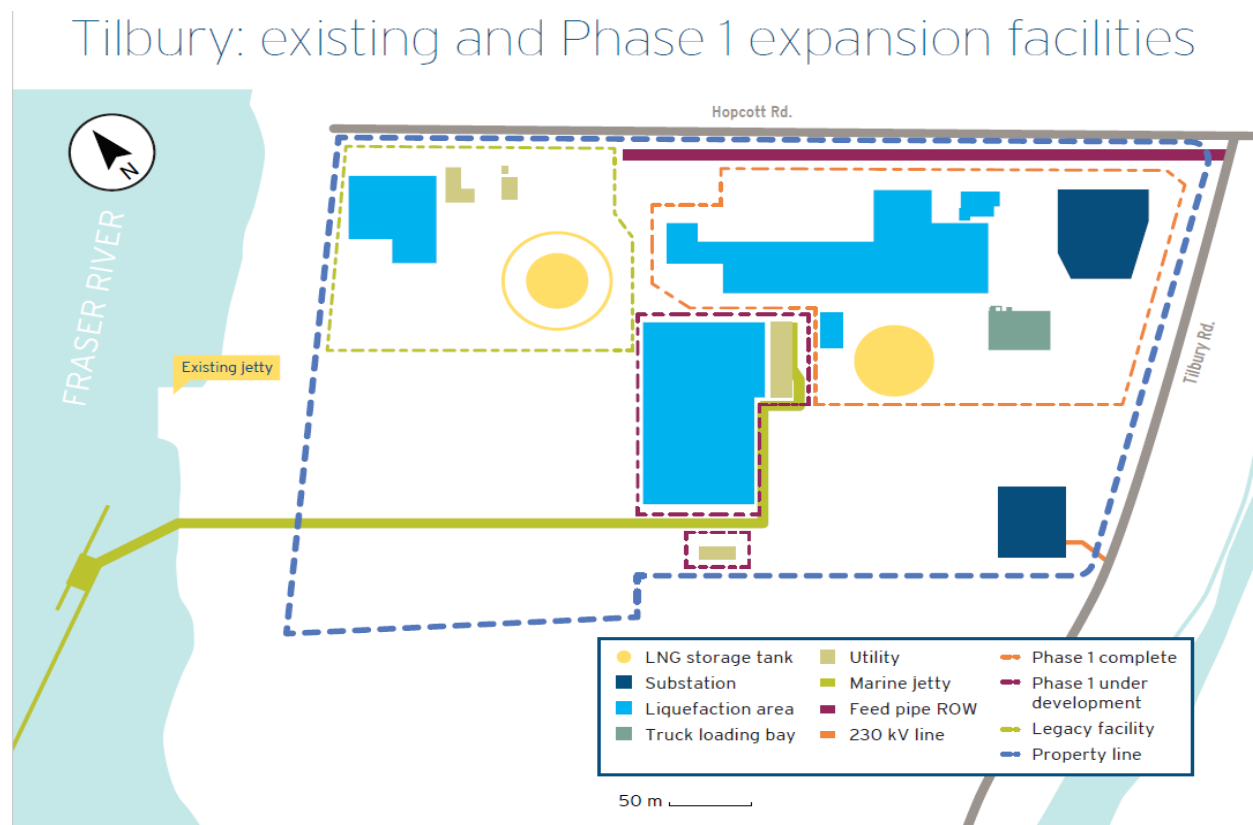 Tilbury: existing and Phase 1 expansion facilities
Hopcott Rd.
N
FRASER RIVER
Existing jetty
Tilbury Rd.
LNG storage tank
Substation
Liquefaction area
Truck loading bay
Utility
Marine jetty
Feed pipe ROW
230 kV line
Phase 1 complete
Phase 1 under
development
Legacy facility
Property line
50 m